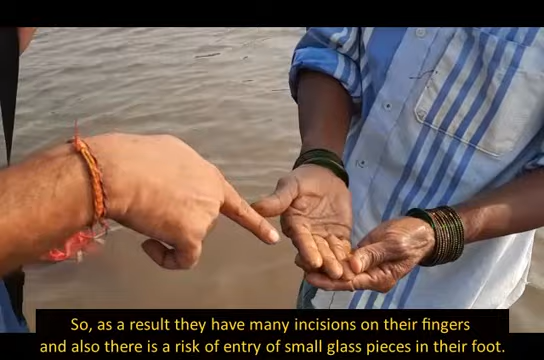 So, as a result they have many incisions on their fingers
and also there is a risk of entry of small glass pieces in their foot.